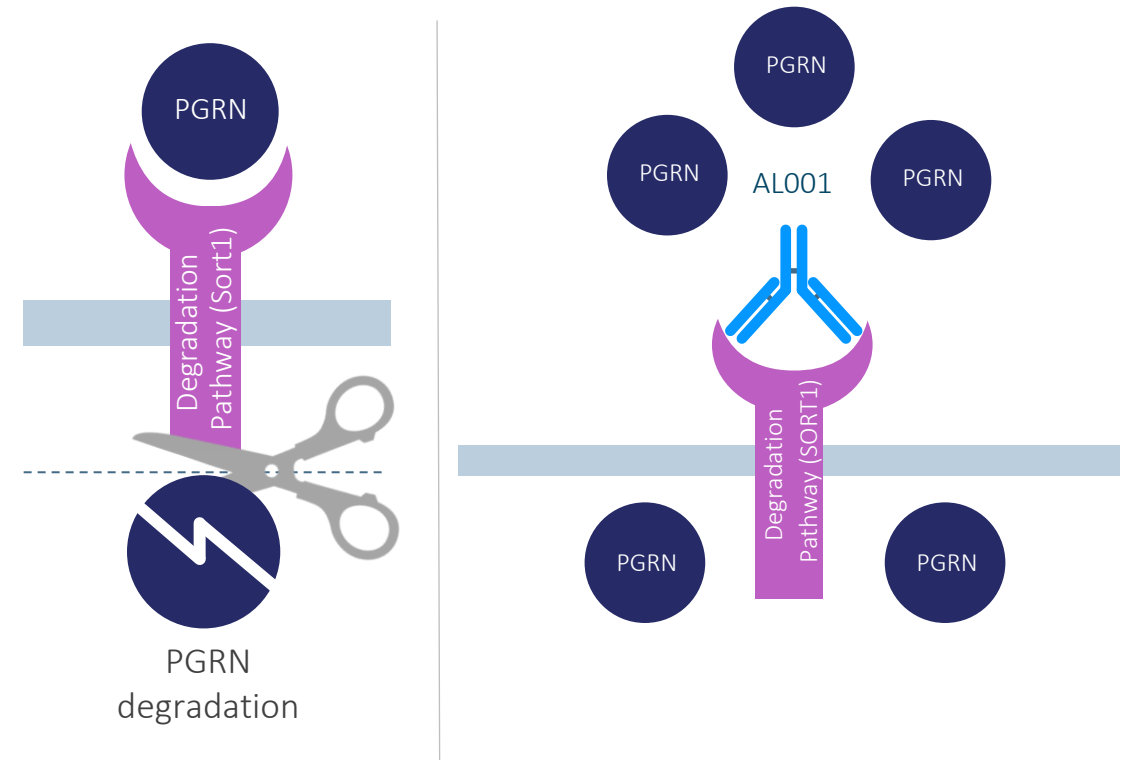 PGRN
Degradation
Pathway (Sort1)
PGRN
degradation
PGRN
PGRN
PGRN
AL001
Degradation
Pathway (SORT1)
PGRN
PGRN